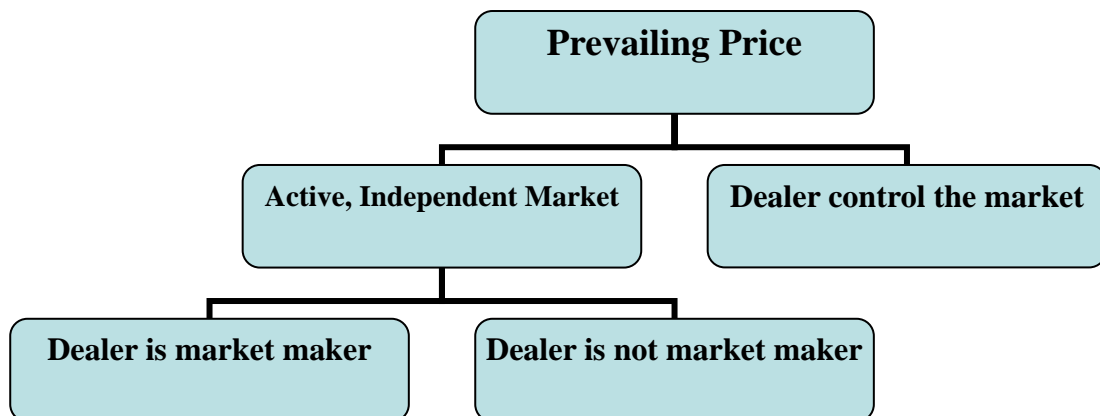 Prevailing Price
Active, Independent Market
Dealer control the market
Dealer is market maker
Dealer is not market maker